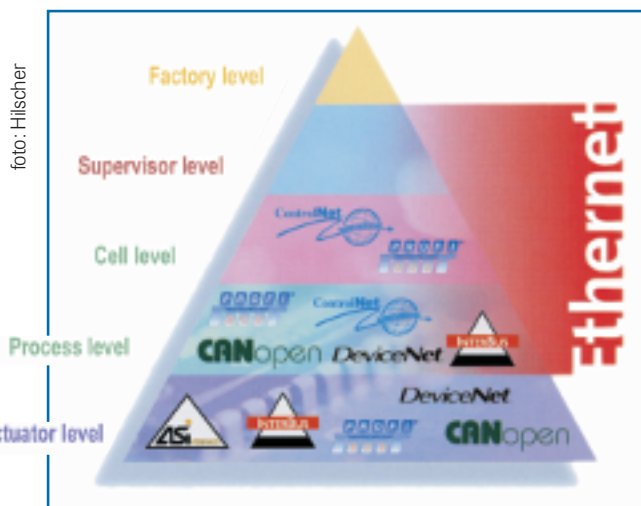 foto: Hilscher
Factory level
Supervisor level
Cell level
Process level
ctuator level
Ethernet
ControlNet
ControlNet
CANopen DeviceNet INTERBUS
DeviceNet
ASi INTERBUS CANopen